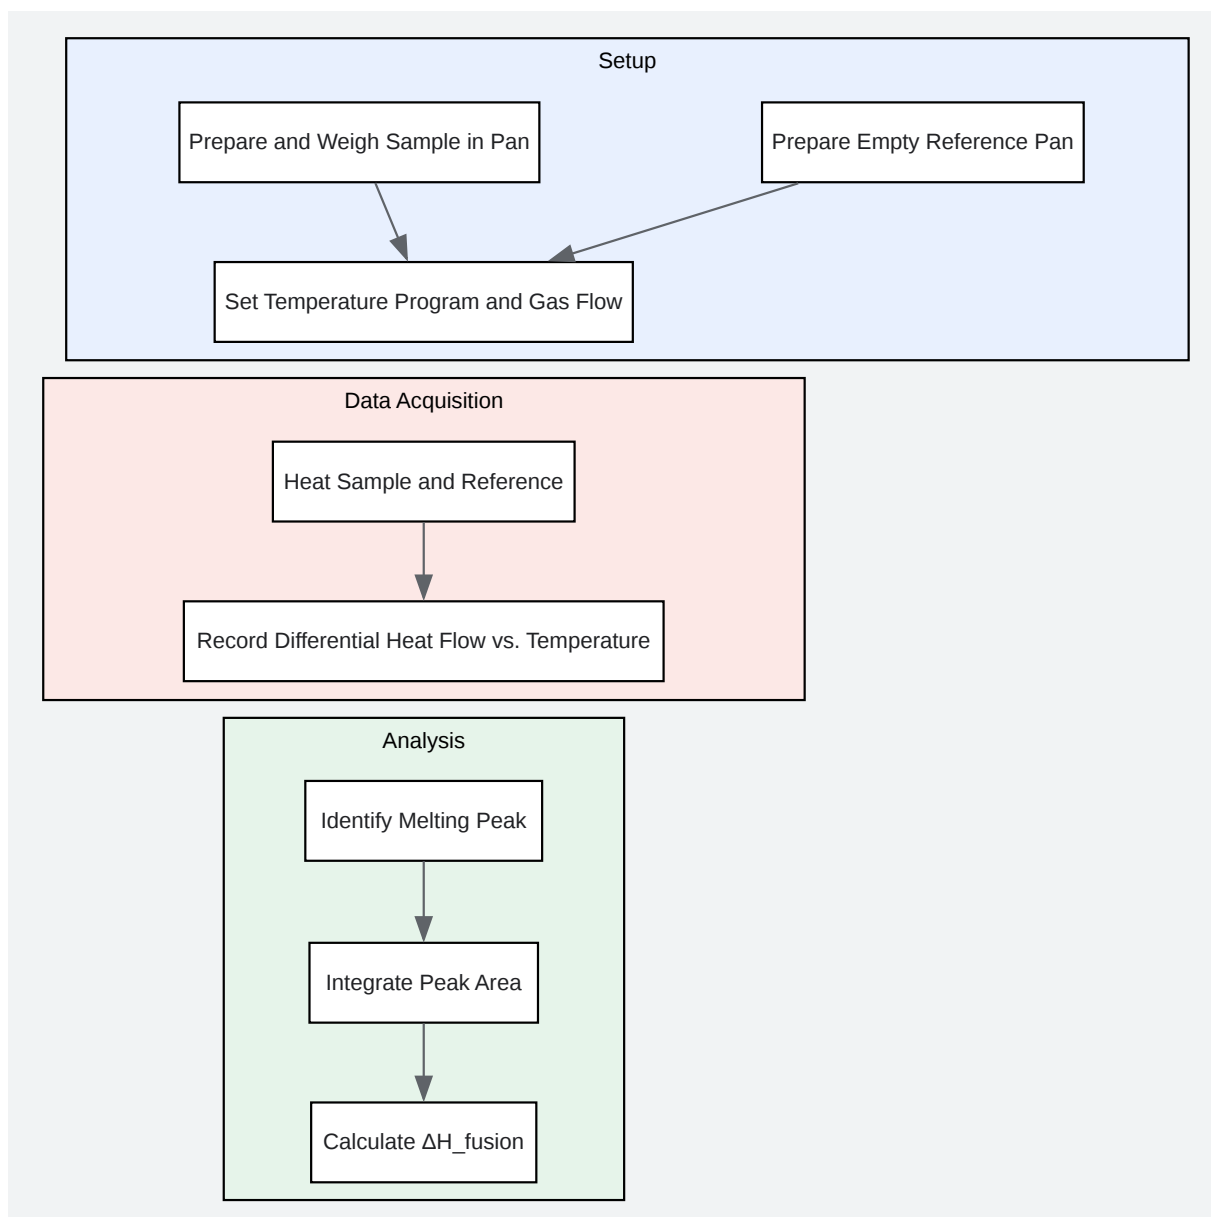 Setup
Prepare and Weigh Sample in Pan
Prepare Empty Reference Pan
Set Temperature Program and Gas Flow
Data Acquisition
Heat Sample and Reference
Record Differential Heat Flow vs. Temperature
Analysis
Identify Melting Peak
Integrate Peak Area
Calculate ΔH_fusion